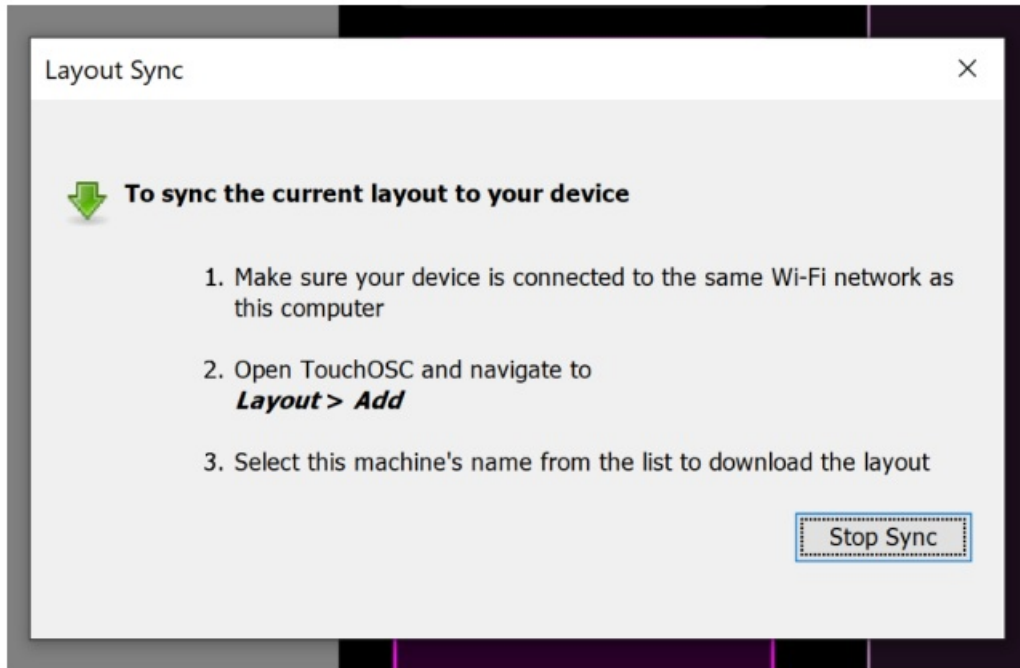 Layout Sync
To sync the current layout to your device
1. Make sure your device is connected to the same Wi-Fi network as
this computer
2. Open TouchOSC and navigate to
Layout > Add
3. Select this machine's name from the list to download the layout
Stop Sync